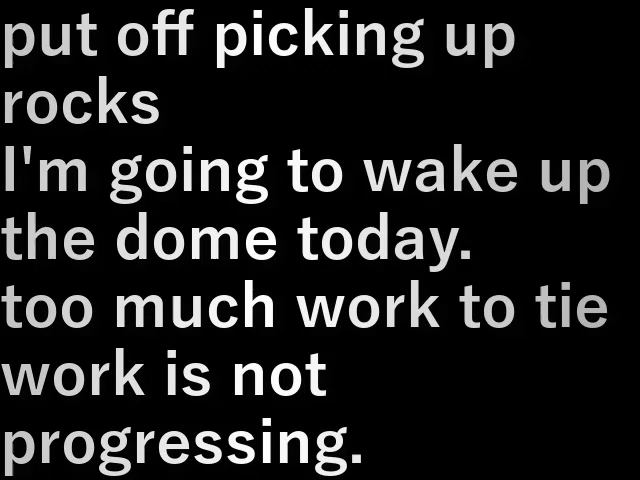 put off picking up
rocks
I'm going to wake up
the dome today.
too much work to tie
work is not
progressing.